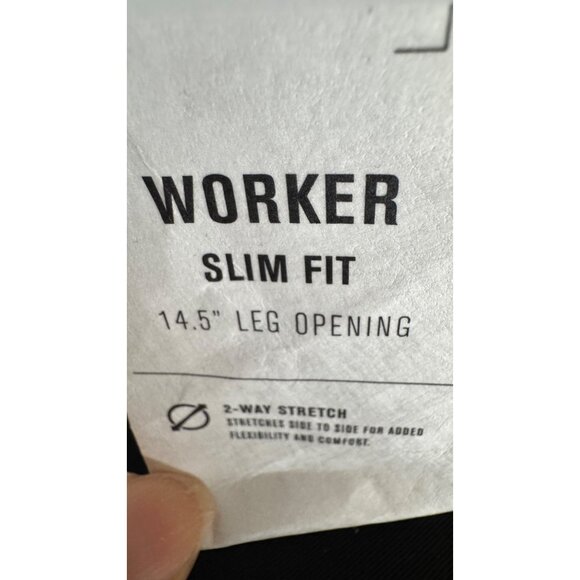 WORKER
SLIM FIT
14.5" LEG OPENING
2-WAY STRETCH
STRETCHES SIDE TO SIDE FOR ADDED
FLEXIBILITY AND COMFORT.